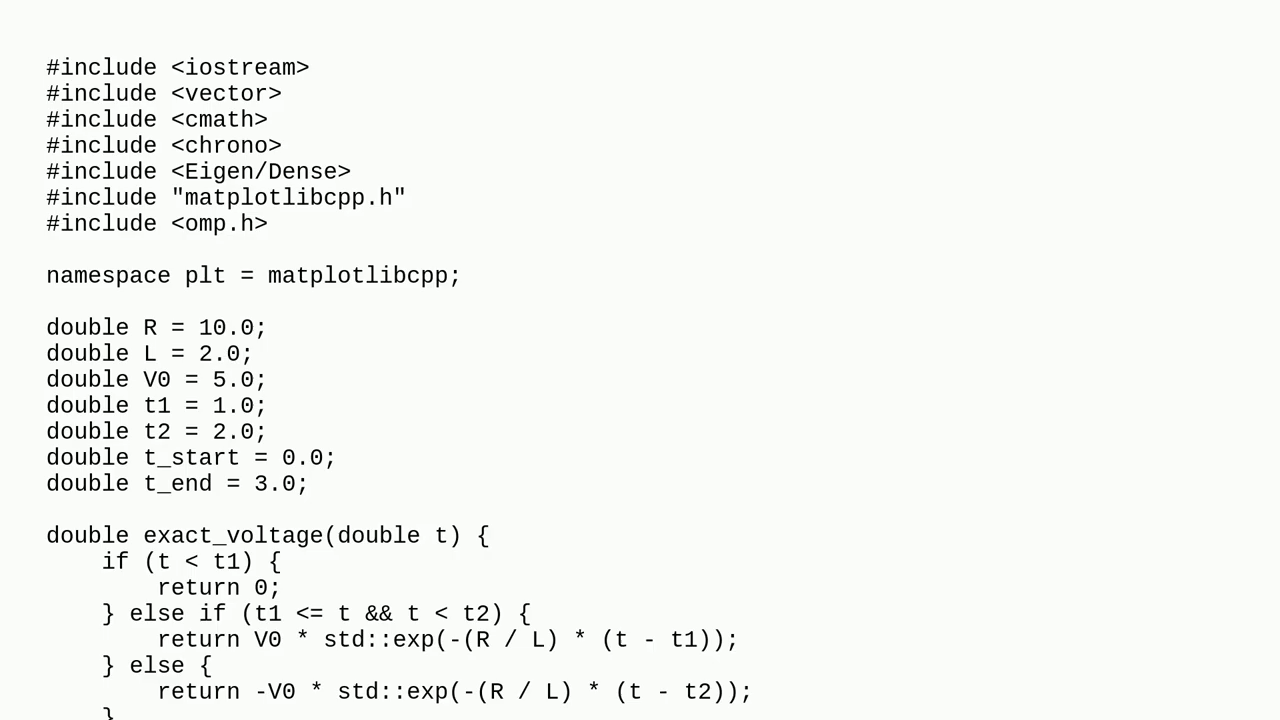 #include <iostream>
#include <vector>
#include <cmath>
#include <chrono>
#include <Eigen/Dense>
#include "matplotlibcpp.h"
#include <omp.h>

namespace plt = matplotlibcpp;

double R = 10.0;
double L = 2.0;
double V0 = 5.0;
double t1 = 1.0;
double t2 = 2.0;
double t_start = 0.0;
double t_end = 3.0;

double exact_voltage(double t) {
    if (t < t1) {
        return 0;
    } else if (t1 <= t && t < t2) {
        return V0 * std::exp(-(R / L) * (t - t1));
    } else {
        return -V0 * std::exp(-(R / L) * (t - t2));
    }